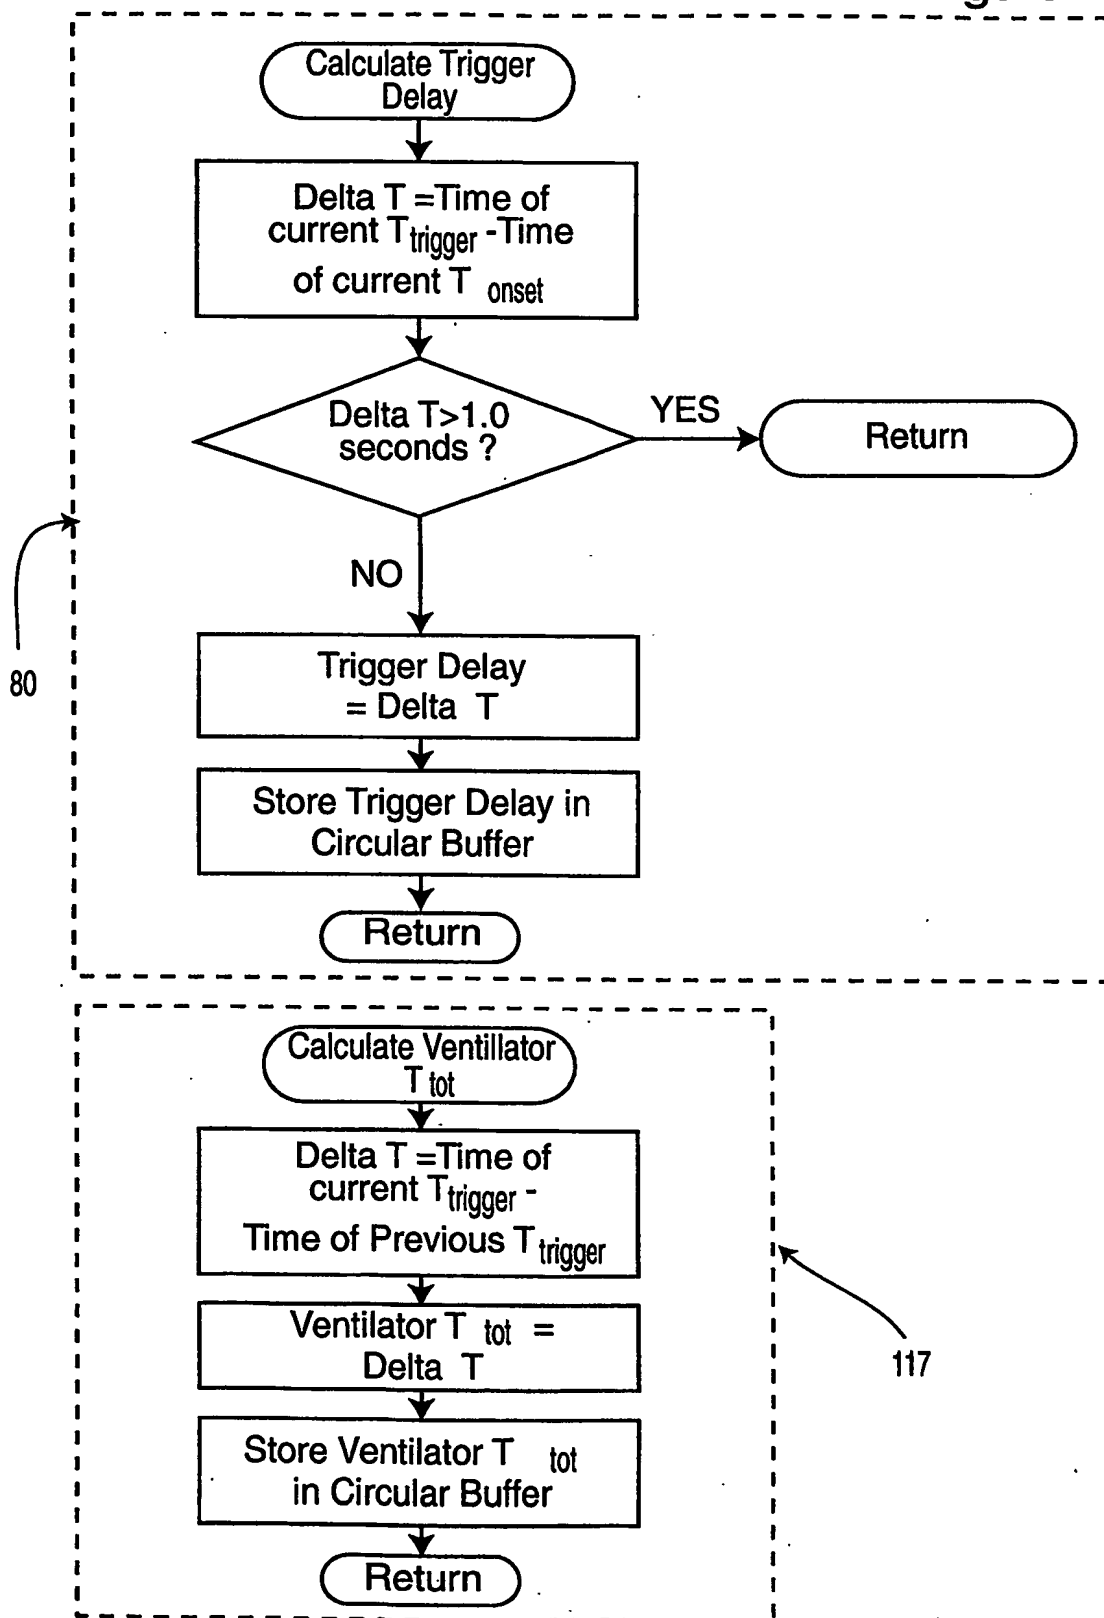 Calculate Trigger
Delay
Delta T =Time of
current Ttrigger -Time
of current T onset
Delta T>1.0
seconds ?
YES
Return
NO
80
Trigger Delay
= Delta T
Store Trigger Delay in
Circular Buffer
Return
Calculate Ventillator
Ttot
Delta T =Time of
current Ttrigger -
Time of Previous Ttrigger
Ventilator T tot =
Delta T
117
Store Ventilator T tot
in Circular Buffer
Return